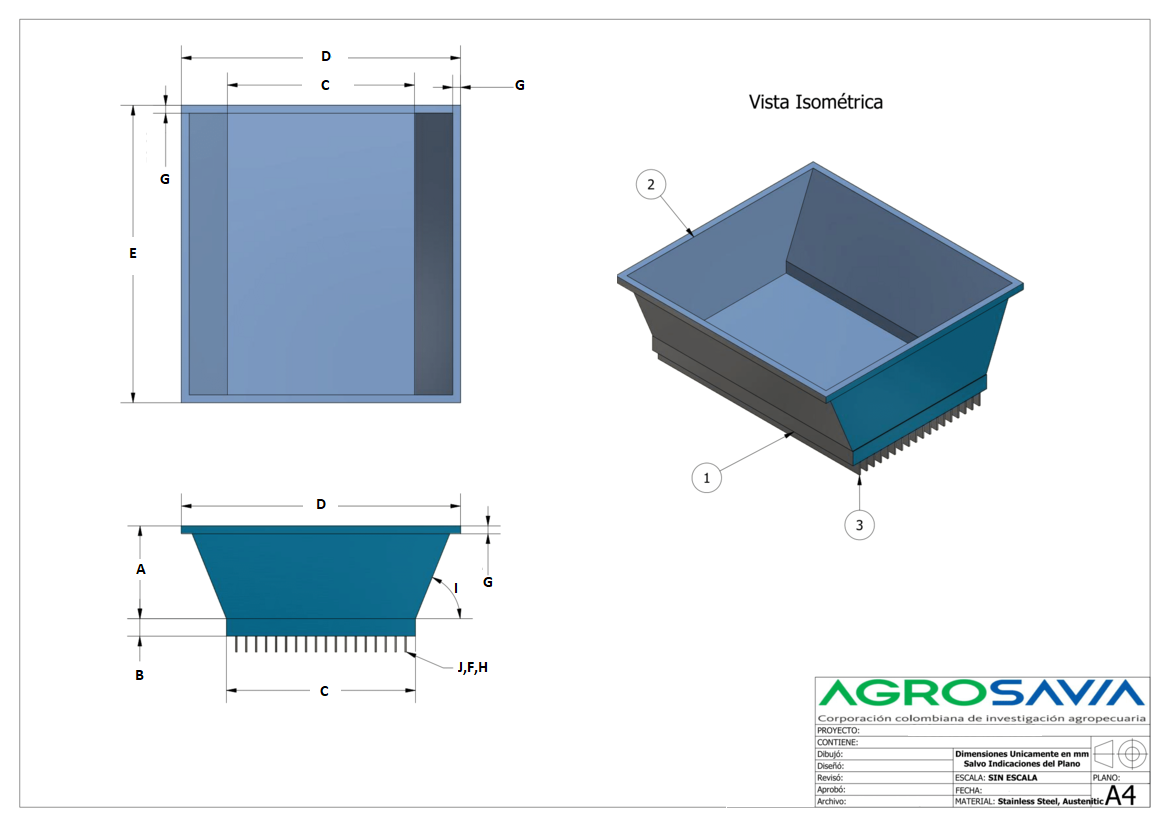 D
C
G
Vista Isométrica
G
2
E
1
D
3
A
I
G
B
J,F,H
C
AGROSAVIA
Corporación colombiana de investigación agropecuaria
PROYECTO:
CONTIENE:
Dibujó:
Dimensiones Unicamente en mm
Salvo Indicaciones del Plano
Diseñó:
Revisó:
ESCALA: SIN ESCALA
PLANO:
Aprobó:
FECHA:
A4
Archivo:
MATERIAL: Stainless Steel, Austenitic